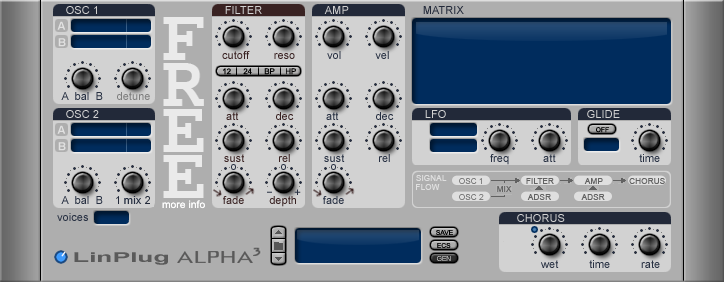 OSC 1
A
B
A bal B detune
OSC 2
A
B
A bal B 1 mix 2
voices
FREE
more info
FILTER
cutoff reso
12 24 BP HP
att dec
sust rel
fade depth
AMP
vol vel
att dec
sust rel
fade
MATRIX
LFO
freq att
GLIDE
OFF
time
SIGNAL FLOW
OSC 1 MIX FILTER AMP CHORUS
OSC 2 ADSR ADSR
CHORUS
wet time rate
LinPlug ALPHA3
SAVE
ECS
GEN